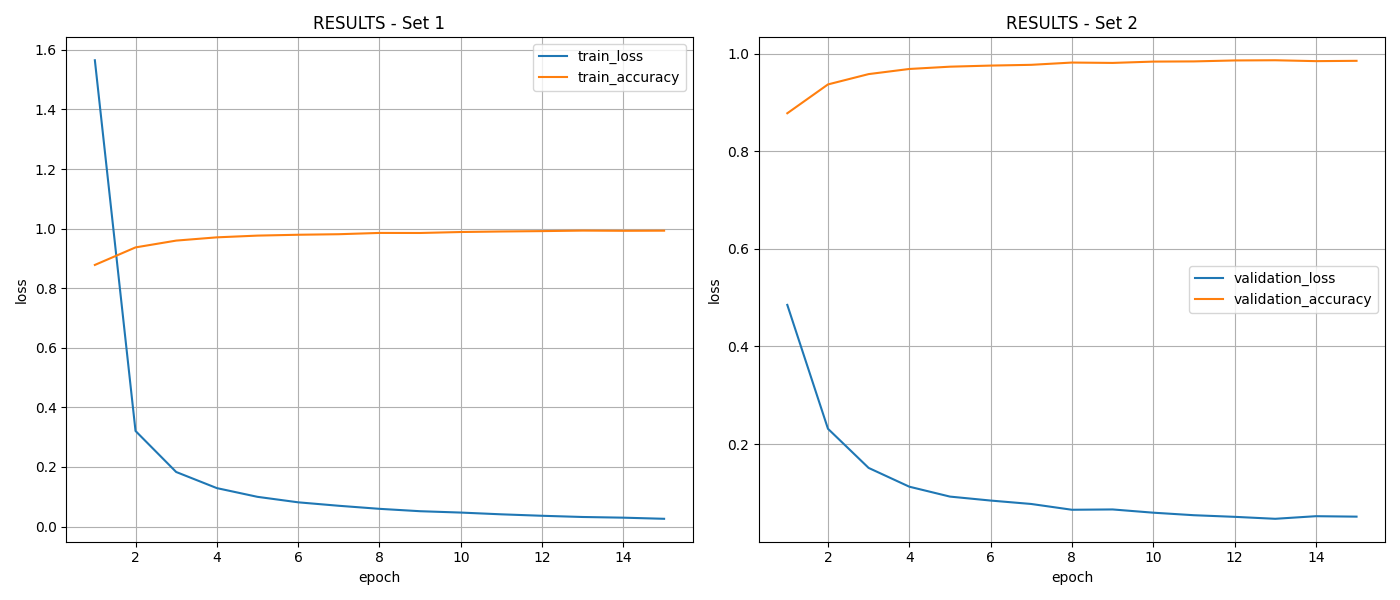 RESULTS - Set 1
1.6
1.4
1.2
1.0
0.8
0.6
0.4
0.2
0.0
loss
train_loss
train_accuracy
2 4 6 8 10 12 14
epoch
RESULTS - Set 2
1.0
0.8
0.6
0.4
0.2
loss
validation_loss
validation_accuracy
2 4 6 8 10 12 14
epoch